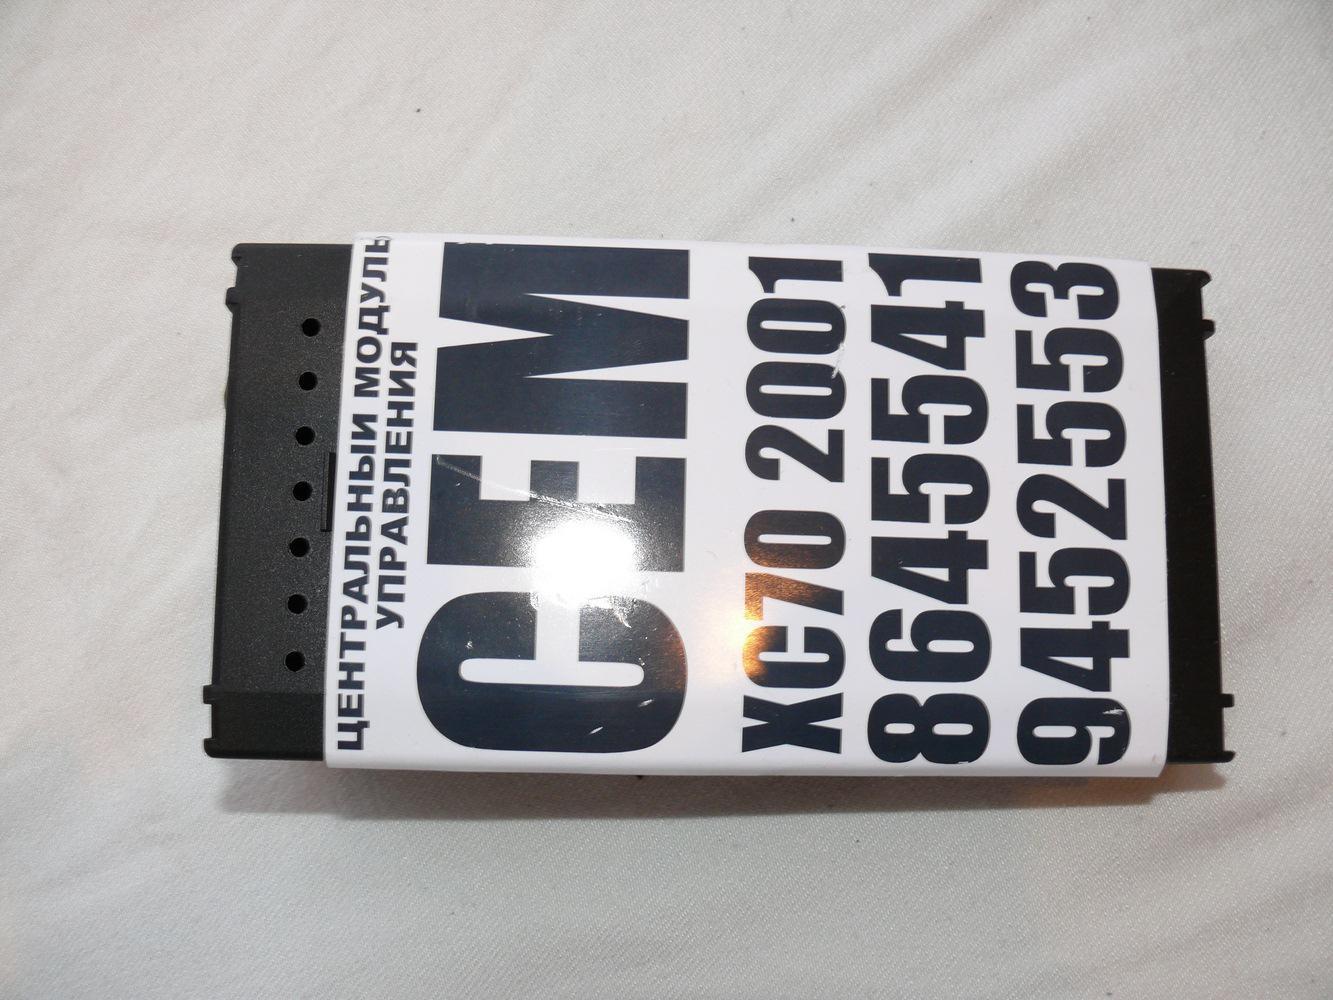 ЦЕНТРАЛЬНЫЙ МОДУЛЬ
УПРАВЛЕНИЯ
CEM
XC70 2001
8645541
9452553